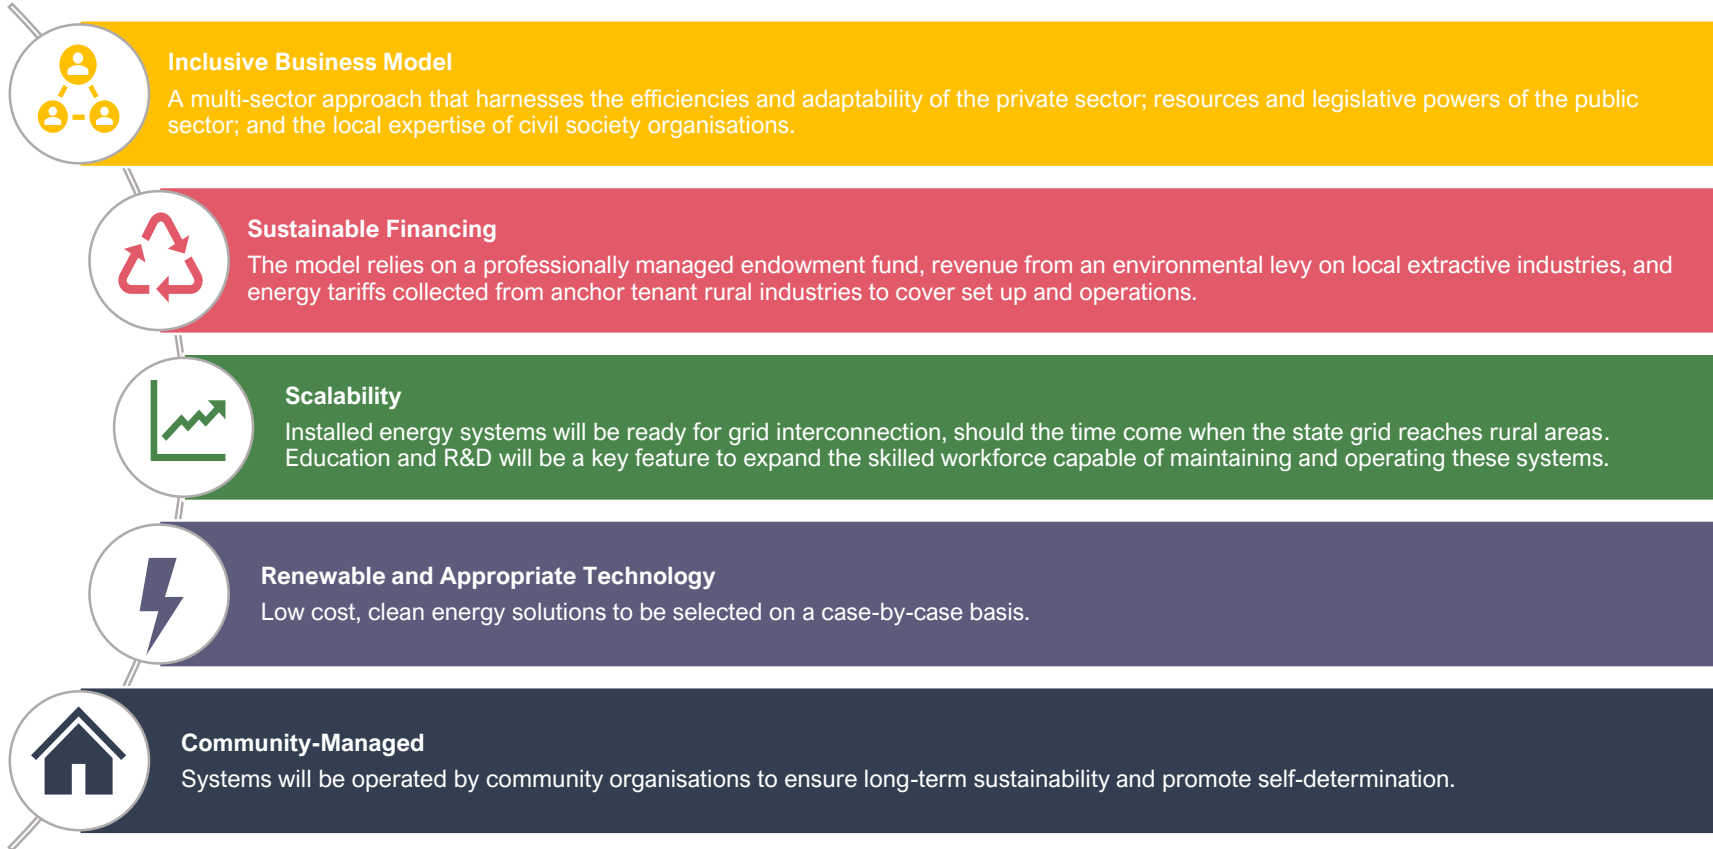 Inclusive Business Model
A multi-sector approach that harnesses the efficiencies and adaptability of the private sector; resources and legislative powers of the public
sector; and the local expertise of civil society organisations.
Sustainable Financing
The model relies on a professionally managed endowment fund, revenue from an environmental levy on local extractive industries, and
energy tariffs collected from anchor tenant rural industries to cover set up and operations.
Scalability
Installed energy systems will be ready for grid interconnection, should the time come when the state grid reaches rural areas.
Education and R&D will be a key feature to expand the skilled workforce capable of maintaining and operating these systems.
Renewable and Appropriate Technology
Low cost, clean energy solutions to be selected on a case-by-case basis.
Community-Managed
Systems will be operated by community organisations to ensure long-term sustainability and promote self-determination.